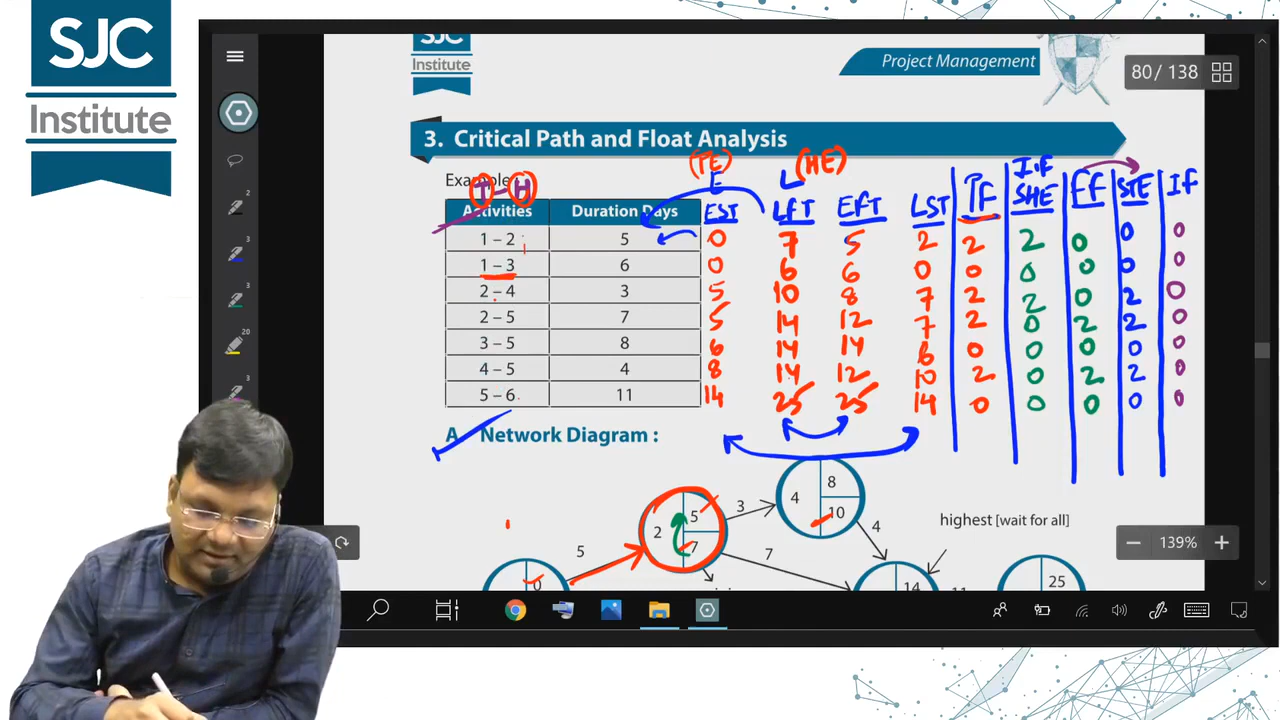 SJC
Institute
SJC
Institute
Project Management
80 / 138
3. Critical Path and Float Analysis
(TE) (HE)
E L
T - H
I.F
EST LFT EFT LST TF SHE FF STE IF
Activities Duration Days
1 – 2 5 0 7 5 2 2 2 0 0 0
1 – 3 6 0 6 6 0 0 0 0 0 0
2 – 4 3 5 10 8 7 2 2 0 2 0
2 – 5 7 5 14 12 7 2 0 2 2 0
3 – 5 8 6 14 14 6 0 0 0 0 0
4 – 5 4 8 14 12 10 2 0 2 2 0
5 – 6 11 14 25 25 14 0 0 0 0 0
A. Network Diagram :
4 8 10
2 5 7
3
4
highest [wait for all]
139%
5
7
0
14
25
2
3
3
20
3